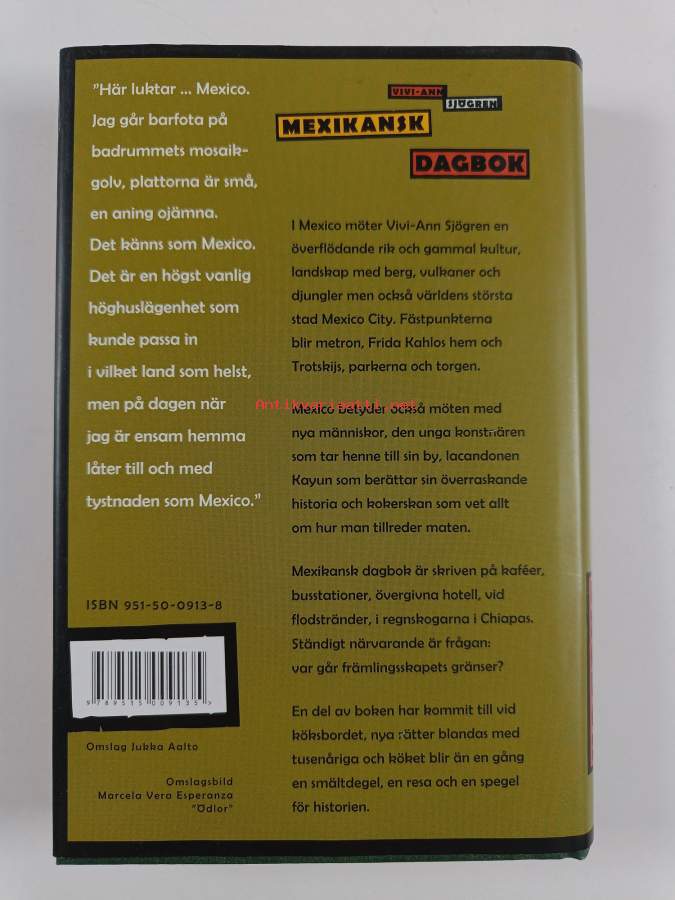 "Här luktar ... Mexico.
Jag går barfota på
badrummets mosaik-
golv, plattorna är små,
en aning ojämna.
Det känns som Mexico.
Det är en högst vanlig
höghuslägenhet som
kunde passa in
i vilket land som helst,
men på dagen när
jag är ensam hemma
låter till och med
tystnaden som Mexico."
ISBN 951-50-0913-8
9 789515 009135 >
Omslag Jukka Aalto
Omslagsbild
Marcela Vera Esperanza
"Ödlor"
VIVI-ANN
SJÖGREN
MEXIKANSK
DAGBOK
I Mexico möter Vivi-Ann Sjögren en
överflödande rik och gammal kultur,
landskap med berg, vulkaner och
djungler men också världens största
stad Mexico City. Fästpunkterna
blir metron, Frida Kahlos hem och
Trotskijs, parkerna och torgen.
Antikvariaatti.net
Mexico betyder också möten med
nya människor, den unga konstnären
som tar henne till sin by, lacandonen
Kayun som berättar sin överraskande
historia och kokerskan som vet allt
om hur man tillreder maten.
Mexikansk dagbok är skriven på kaféer,
busstationer, övergivna hotell, vid
flodstränder, i regnskogarna i Chiapas.
Ständigt närvarande är frågan:
var går främlingsskapets gränser?
En del av boken har kommit till vid
köksbordet, nya rätter blandas med
tusenåriga och köket blir än en gång
en smältdegel, en resa och en spegel
för historien.